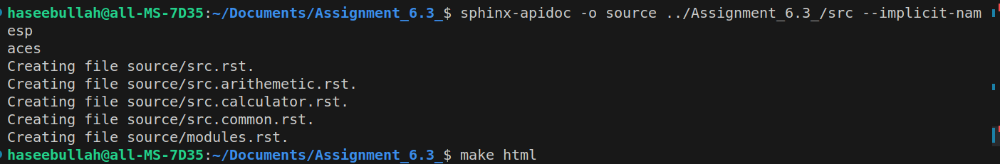 haseebullah@all-MS-7D35:~/Documents/Assignment_6.3_$ sphinx-apidoc -o source ../Assignment_6.3_/src --implicit-nam
esp
aces
Creating file source/src.rst.
Creating file source/src.arithemetic.rst.
Creating file source/src.calculator.rst.
Creating file source/src.common.rst.
Creating file source/modules.rst.
haseebullah@all-MS-7D35:~/Documents/Assignment_6.3_$ make html